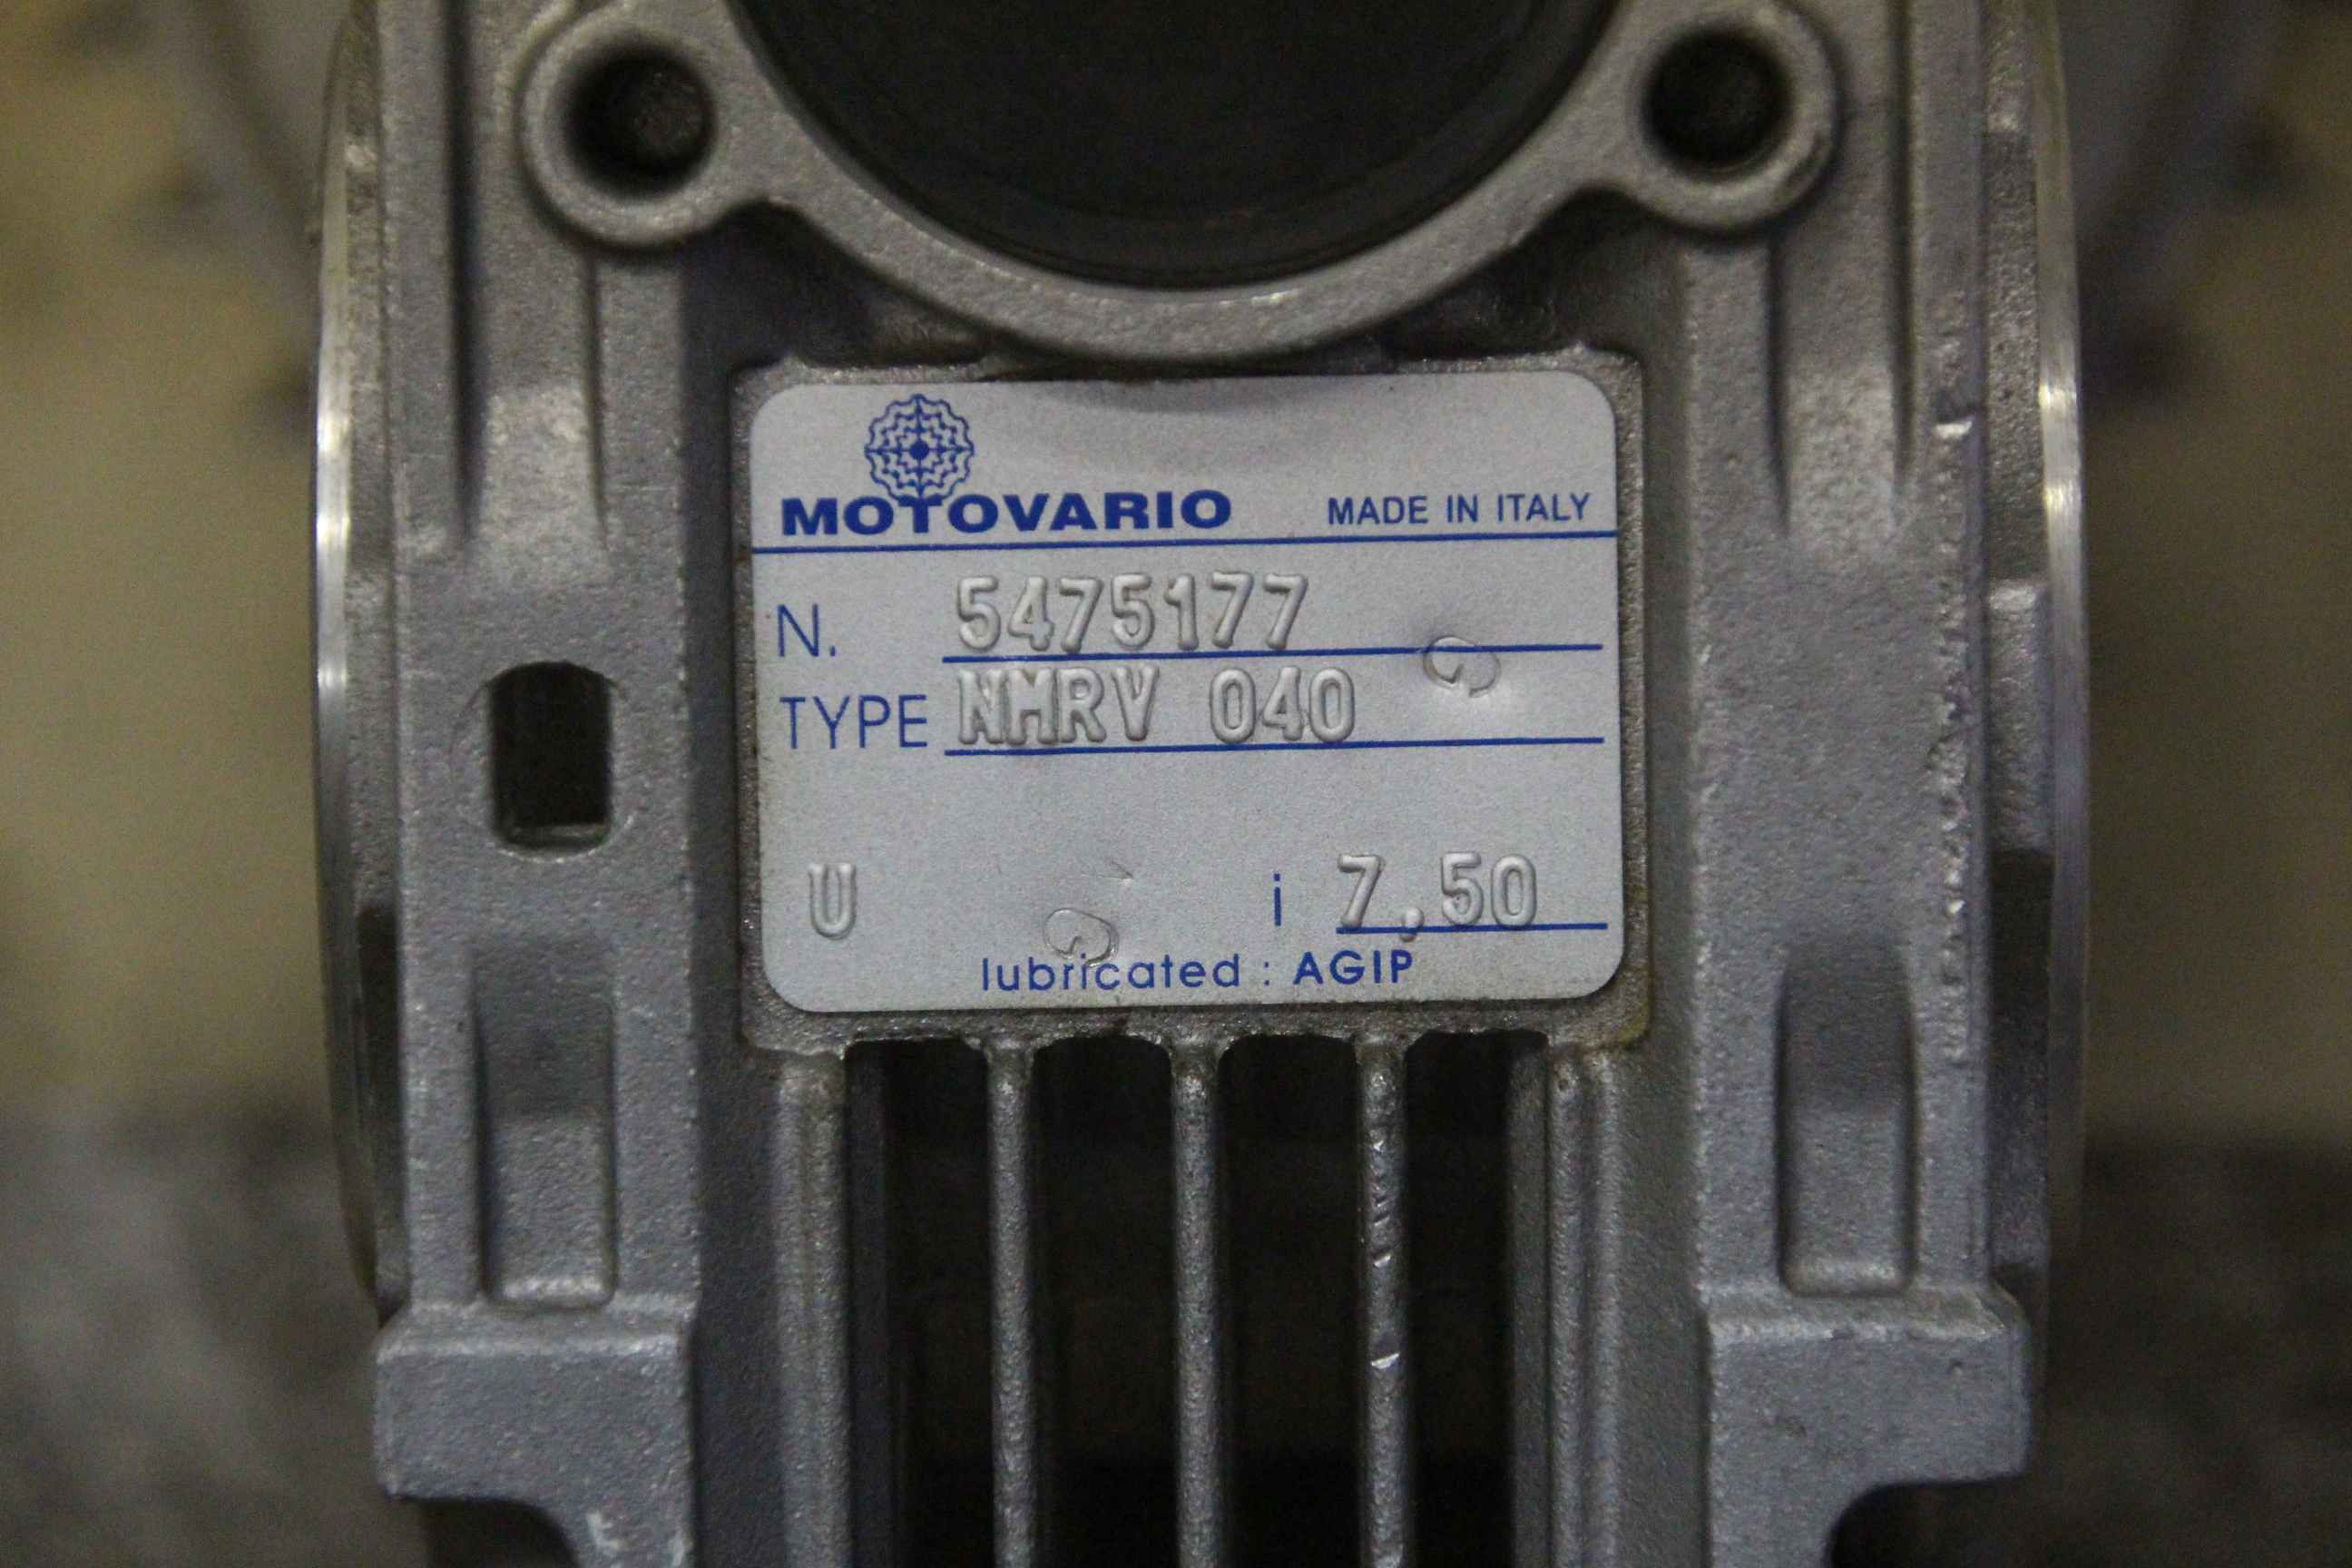 MOTOVARIO MADE IN ITALY
N. 5475177
TYPE NMRV 040
U i 7,50
lubricated : AGIP